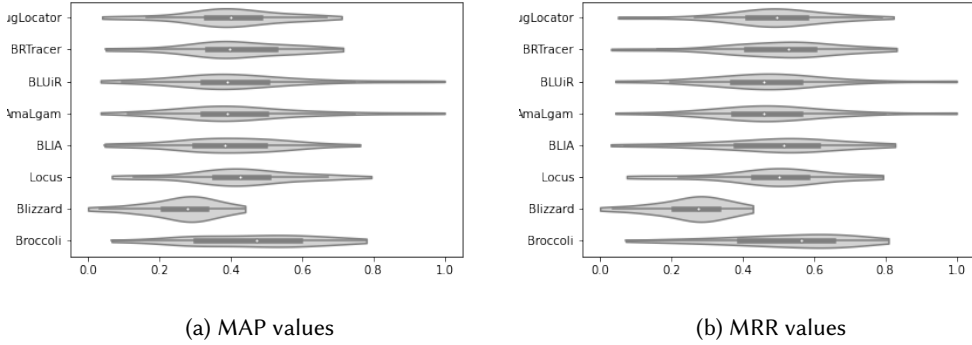 ugLocator
BRTracer
BLUiR
AmaLgam
BLIA
Locus
Blizzard
Broccoli
0.0 0.2 0.4 0.6 0.8 1.0
(a) MAP values
ugLocator
BRTracer
BLUiR
AmaLgam
BLIA
Locus
Blizzard
Broccoli
0.0 0.2 0.4 0.6 0.8 1.0
(b) MRR values